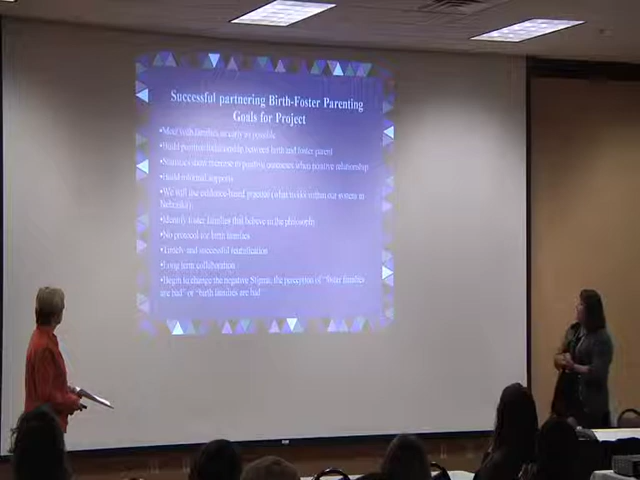 Successful partnering Birth-Foster Parenting
Goals for Project
•Meet with families as early as possible
•Build positive relationship between birth and foster parent
•Statistics show increase in positive outcomes when positive relationship
•Build informal supports
•We will use evidence-based practice (what works within our system in
Nebraska).
•Identify foster families that believe in the philosophy
•No protocol for birth families
•Timely and successful reunification
•Long term collaboration
•Begin to change the negative Stigma, the perception of "foster families
are bad" or "birth families are bad"